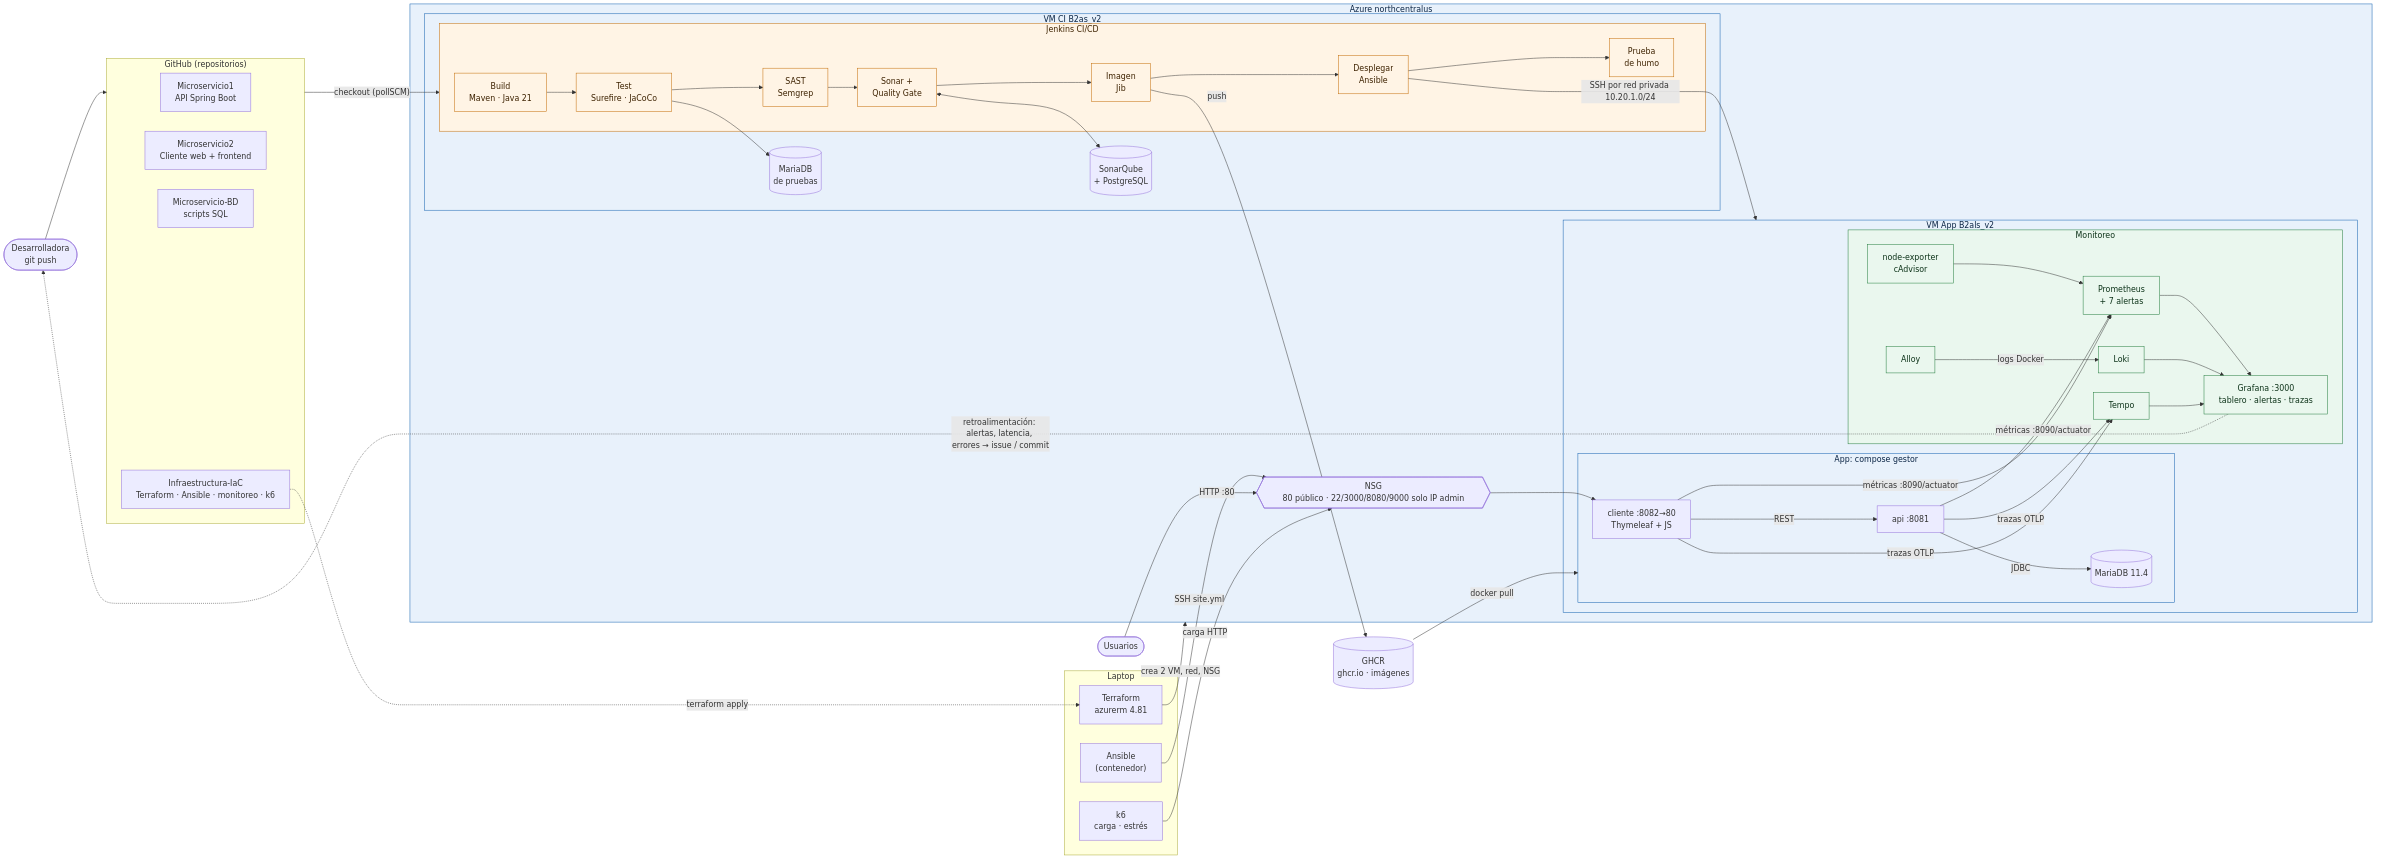 Azure northcentralus
VM CI B2as_v2
Jenkins CI/CD
GitHub (repositorios)
Microservicio1
API Spring Boot
Microservicio2
Cliente web + frontend
Microservicio-BD
scripts SQL
Infraestructura-IaC
Terraform · Ansible · monitoreo · k6
Desarrolladora
git push
checkout (pollSCM)
Build
Maven · Java 21
Test
Surefire · JaCoCo
SAST
Semgrep
Sonar +
Quality Gate
Imagen
Jib
Desplegar
Ansible
Prueba
de humo
push
SSH por red privada
10.20.1.0/24
MariaDB
de pruebas
SonarQube
+ PostgreSQL
VM App B2als_v2
Monitoreo
node-exporter
cAdvisor
Prometheus
+ 7 alertas
Alloy
logs Docker
Loki
Grafana :3000
tablero · alertas · trazas
Tempo
métricas :8090/actuator
retroalimentación:
alertas, latencia,
errores → issue / commit
App: compose gestor
métricas :8090/actuator
cliente :8082→80
Thymeleaf + JS
REST
api :8081
trazas OTLP
trazas OTLP
JDBC
MariaDB 11.4
HTTP :80
NSG
80 público · 22/3000/8080/9000 solo IP admin
SSH site.yml
carga HTTP
crea 2 VM, red, NSG
docker pull
Usuarios
GHCR
ghcr.io · imágenes
Laptop
Terraform
azurerm 4.81
Ansible
(contenedor)
k6
carga · estrés
terraform apply